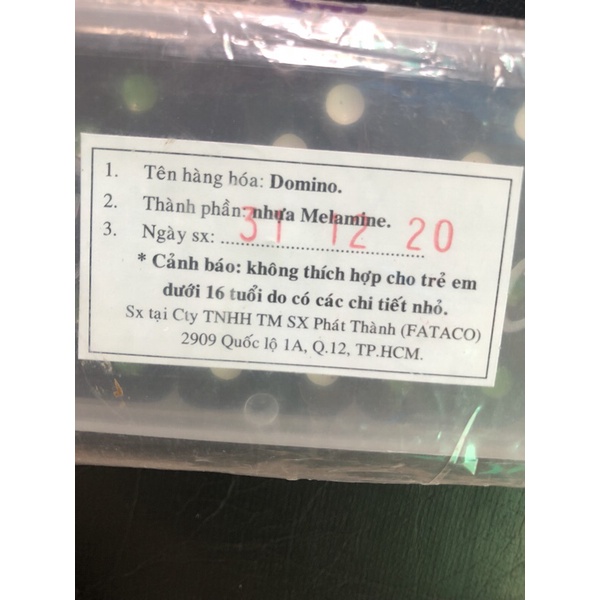 1. Tên hàng hóa: Domino.
2. Thành phần: nhựa Melamine.
3. Ngày sx: 31 12 20
* Cảnh báo: không thích hợp cho trẻ em
dưới 16 tuổi do có các chi tiết nhỏ.
Sx tại Cty TNHH TM SX Phát Thành (FATACO)
2909 Quốc lộ 1A, Q.12, TP.HCM.